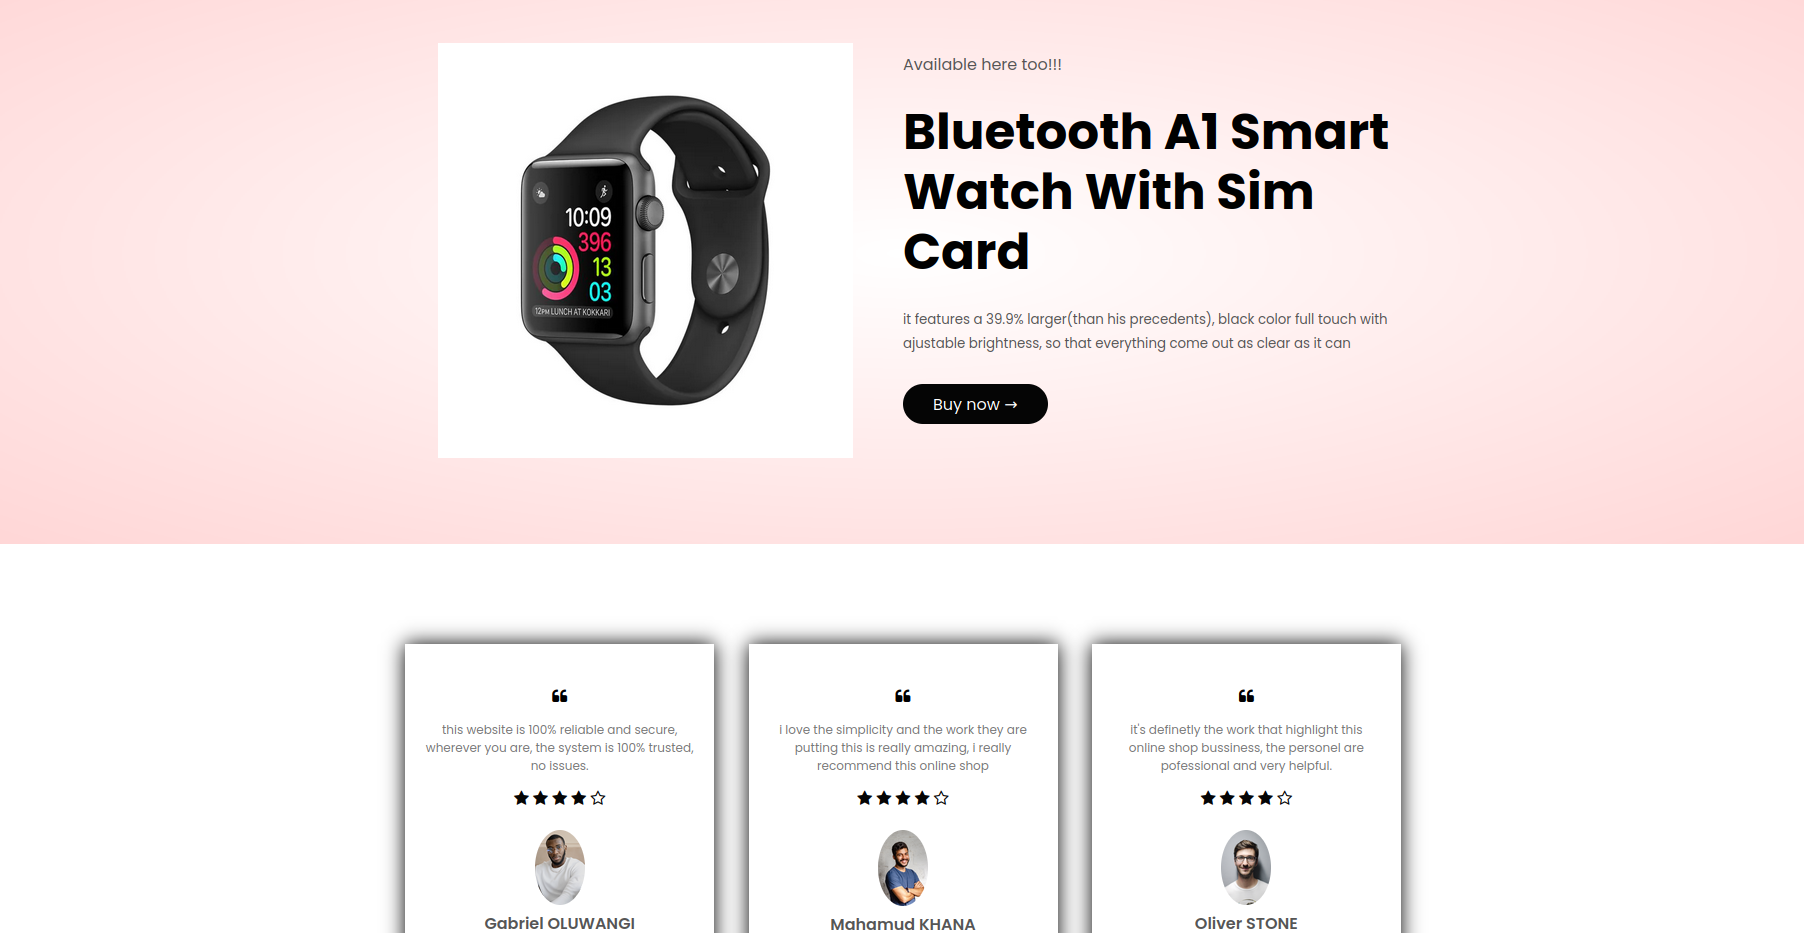 Available here too!!!
Bluetooth A1 Smart
Watch With Sim
Card
it features a 39.9% larger(than his precedents), black color full touch with
ajustable brightness, so that everything come out as clear as it can
Buy now →
10:09
396
13
03
12PM LUNCH AT KOKKARI
this website is 100% reliable and secure,
wherever you are, the system is 100% trusted,
no issues.
Gabriel OLUWANGI
i love the simplicity and the work they are
putting this is really amazing, i really
recommend this online shop
Mahamud KHANA
it's definetly the work that highlight this
online shop bussiness, the personel are
pofessional and very helpful.
Oliver STONE